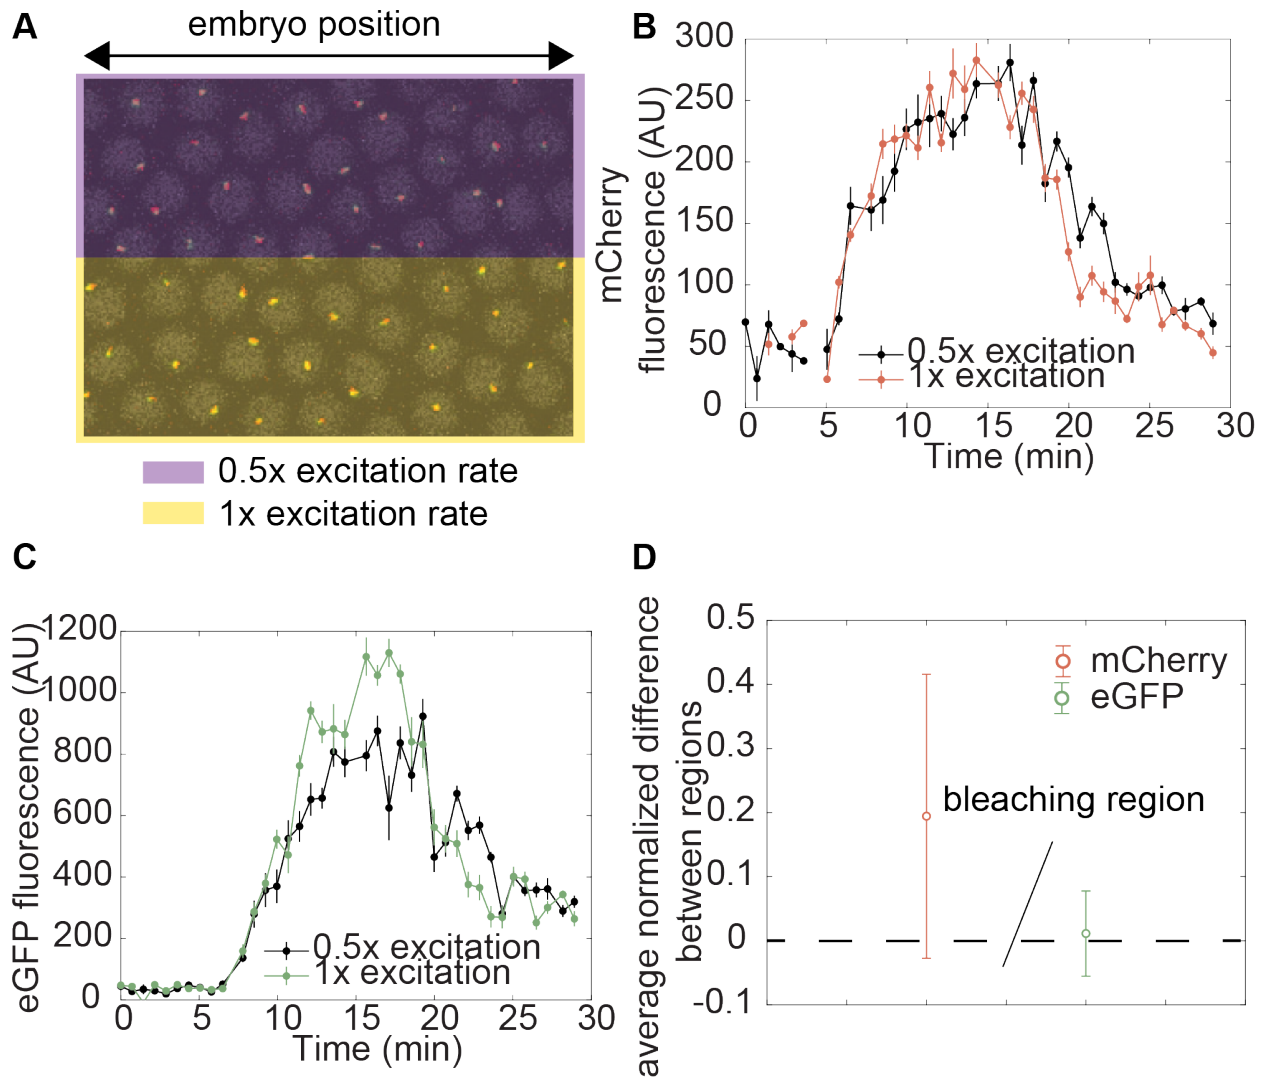 A
embryo position
0.5x excitation rate
1x excitation rate
B
mCherry
fluorescence (AU)
300
250
200
150
100
50
0
0.5x excitation
1x excitation
0 5 10 15 20 25 30
Time (min)
C
eGFP fluorescence (AU)
1200
1000
800
600
400
200
0
0.5x excitation
1x excitation
0 5 10 15 20 25 30
Time (min)
D
average normalized difference
between regions
0.5
0.4
0.3
0.2
0.1
0
-0.1
mCherry
eGFP
bleaching region